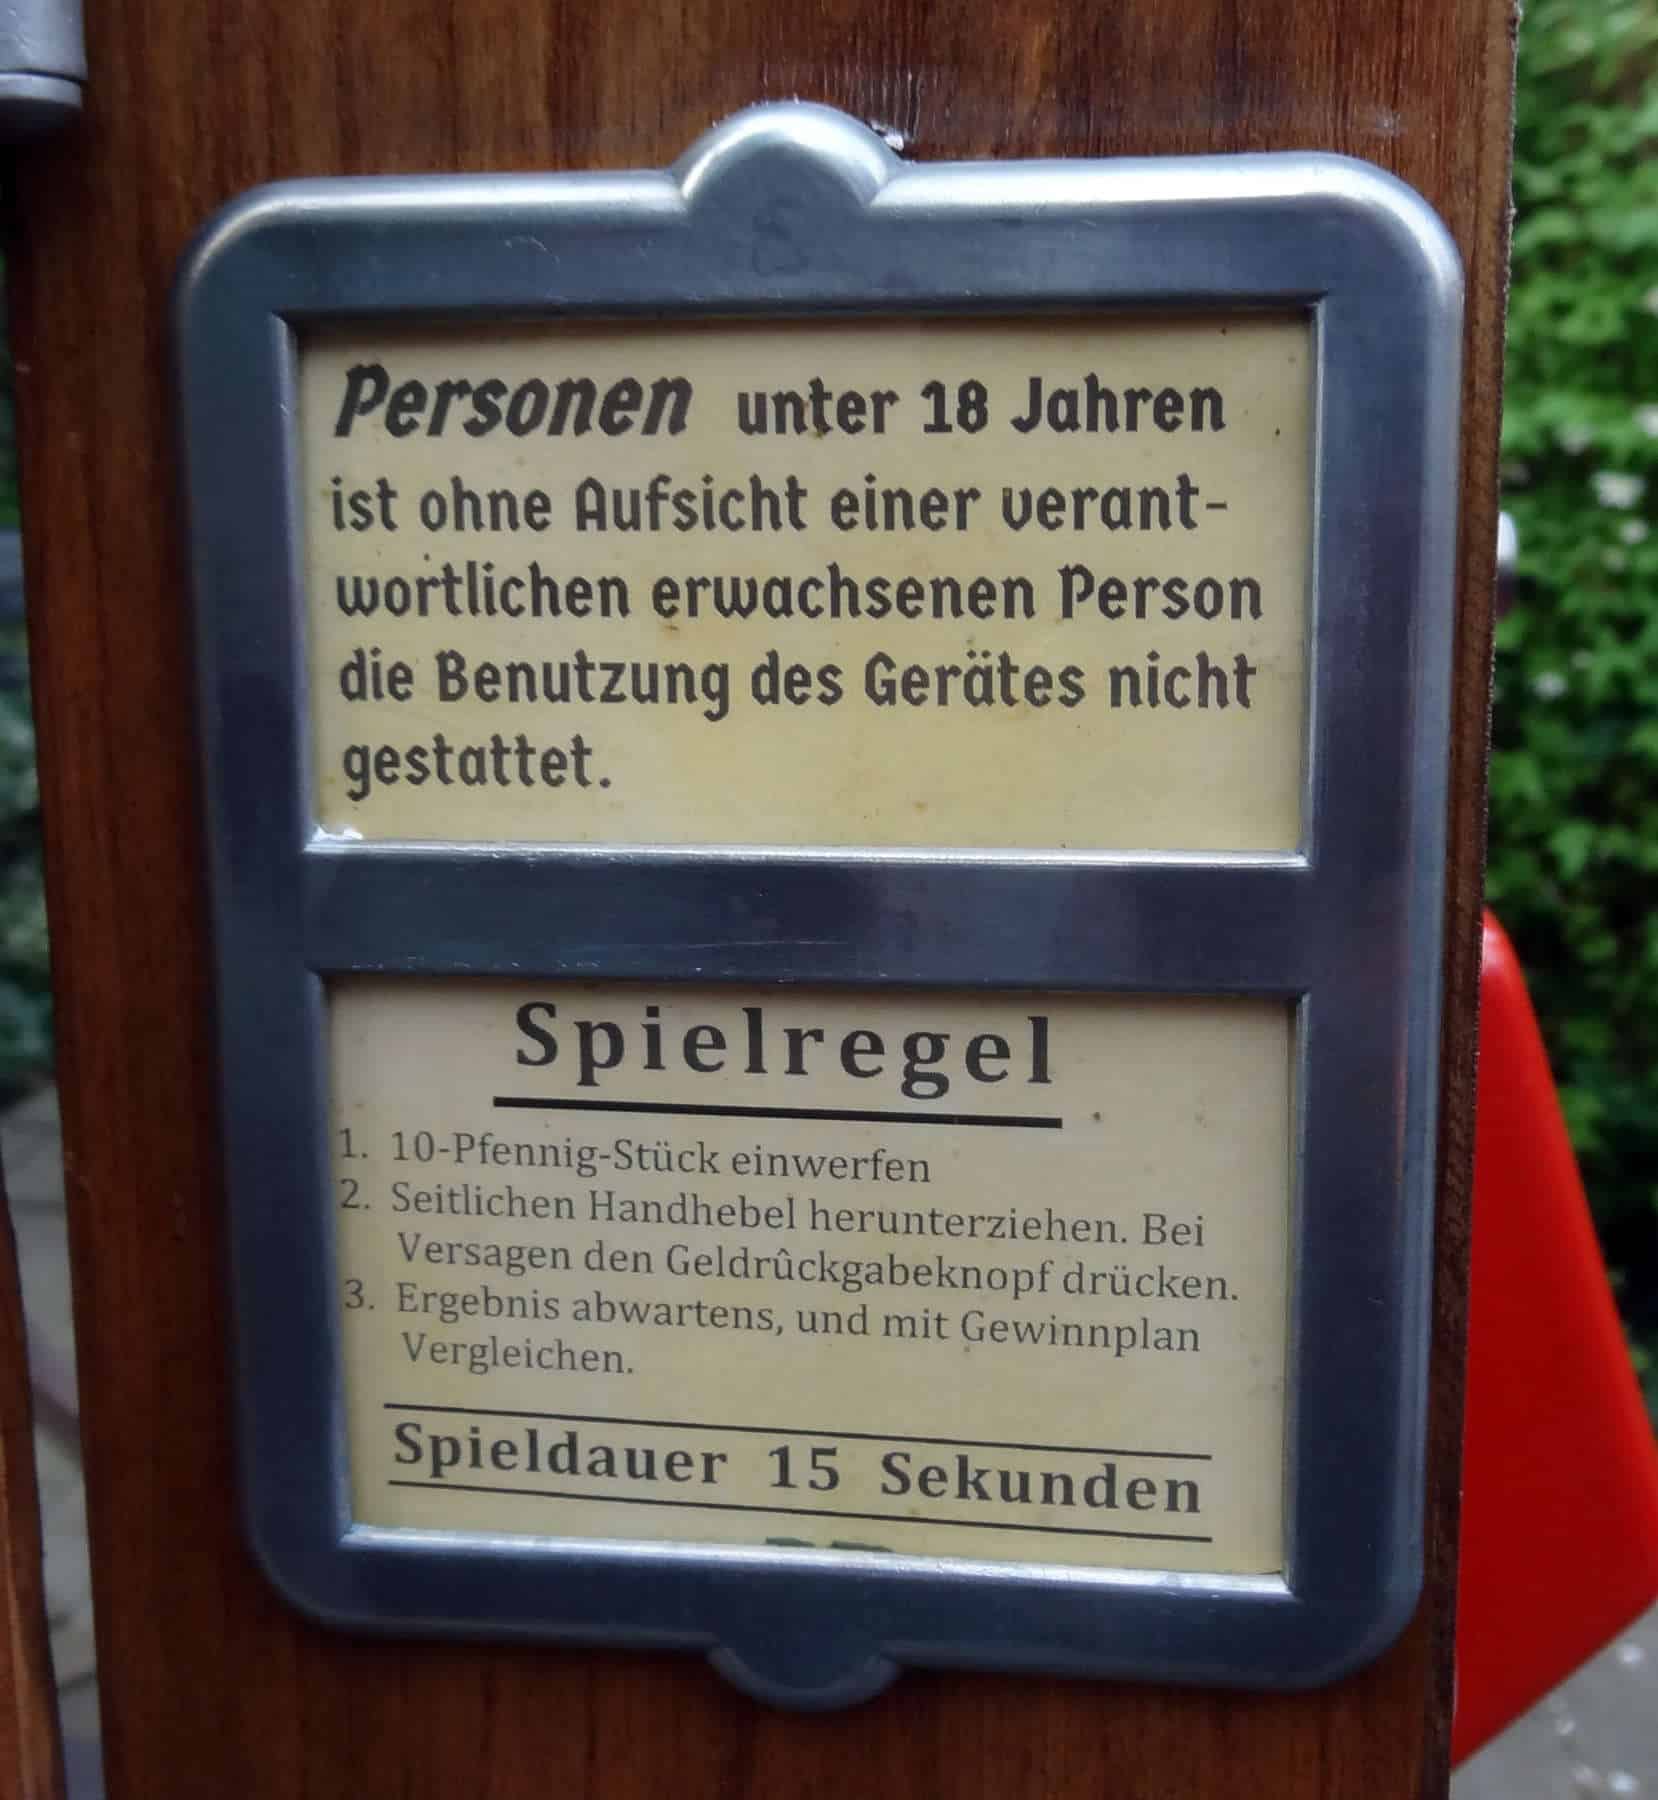 Personen unter 18 Jahren
ist ohne Aufsicht einer verant-
wortlichen erwachsenen Person
die Benutzung des Gerätes nicht
gestattet.
Spielregel
1. 10-Pfennig-Stück einwerfen
2. Seitlichen Handhebel herunterziehen. Bei
Versagen den Geldrûckgabeknopf drücken.
3. Ergebnis abwartens, und mit Gewinnplan
Vergleichen.
Spieldauer 15 Sekunden